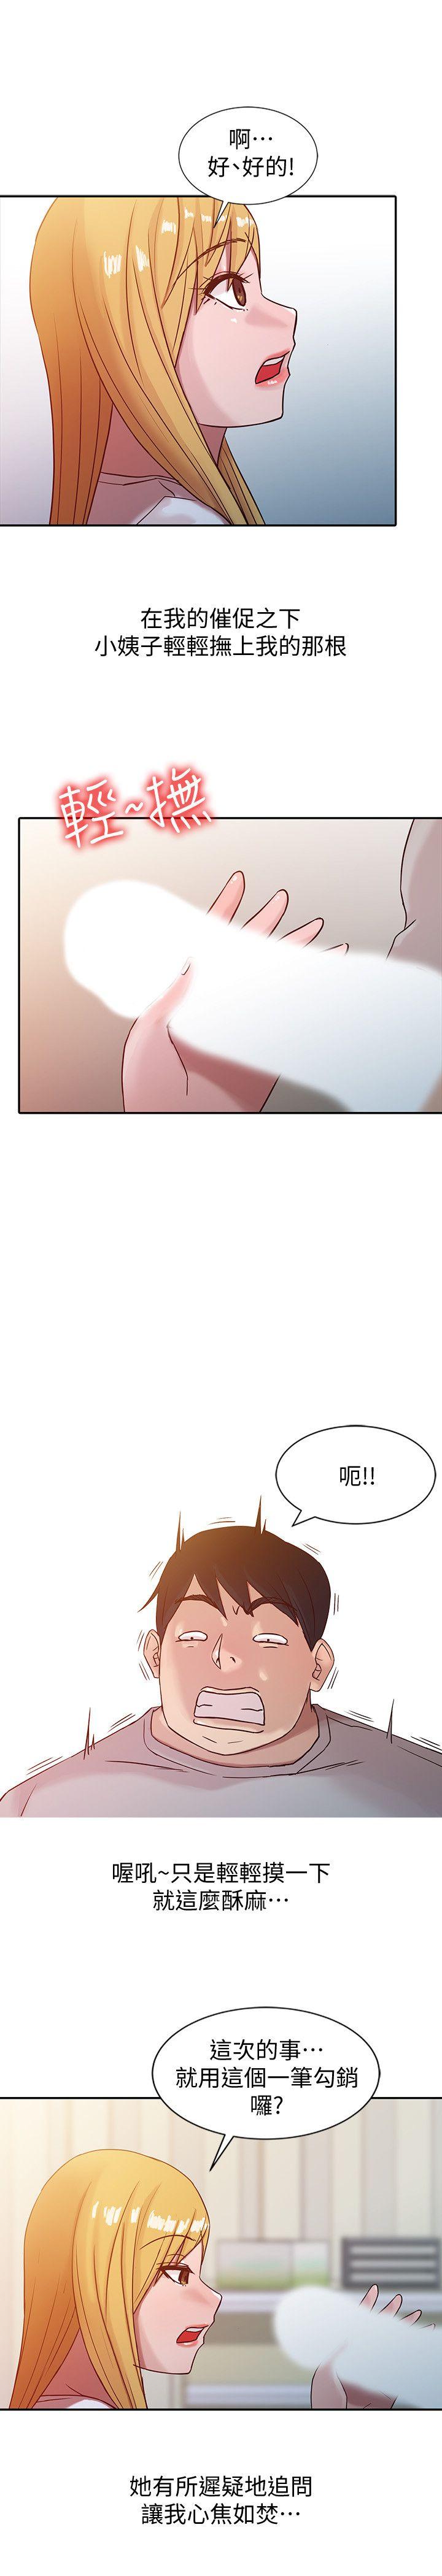 啊⋯
好、好的!
在我的催促之下
小姨子輕輕撫上我的那根
輕~撫
呃!!
喔吼~只是輕輕摸一下
就這麼酥麻⋯
這次的事⋯
就用這個一筆勾銷
囉?
她有所遲疑地追問
讓我心焦如焚⋯